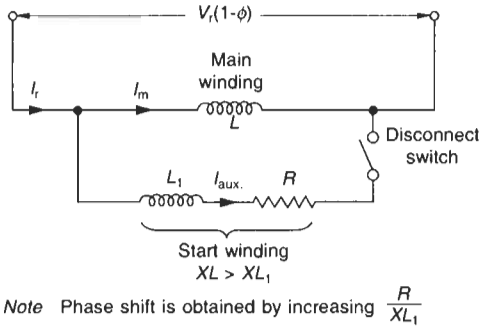 Vr(1-ϕ)
Main
winding
Ir
Im
L
Disconnect
switch
L1
Iaux.
R
Start winding
XL > XL1
Note Phase shift is obtained by increasing R/XL1